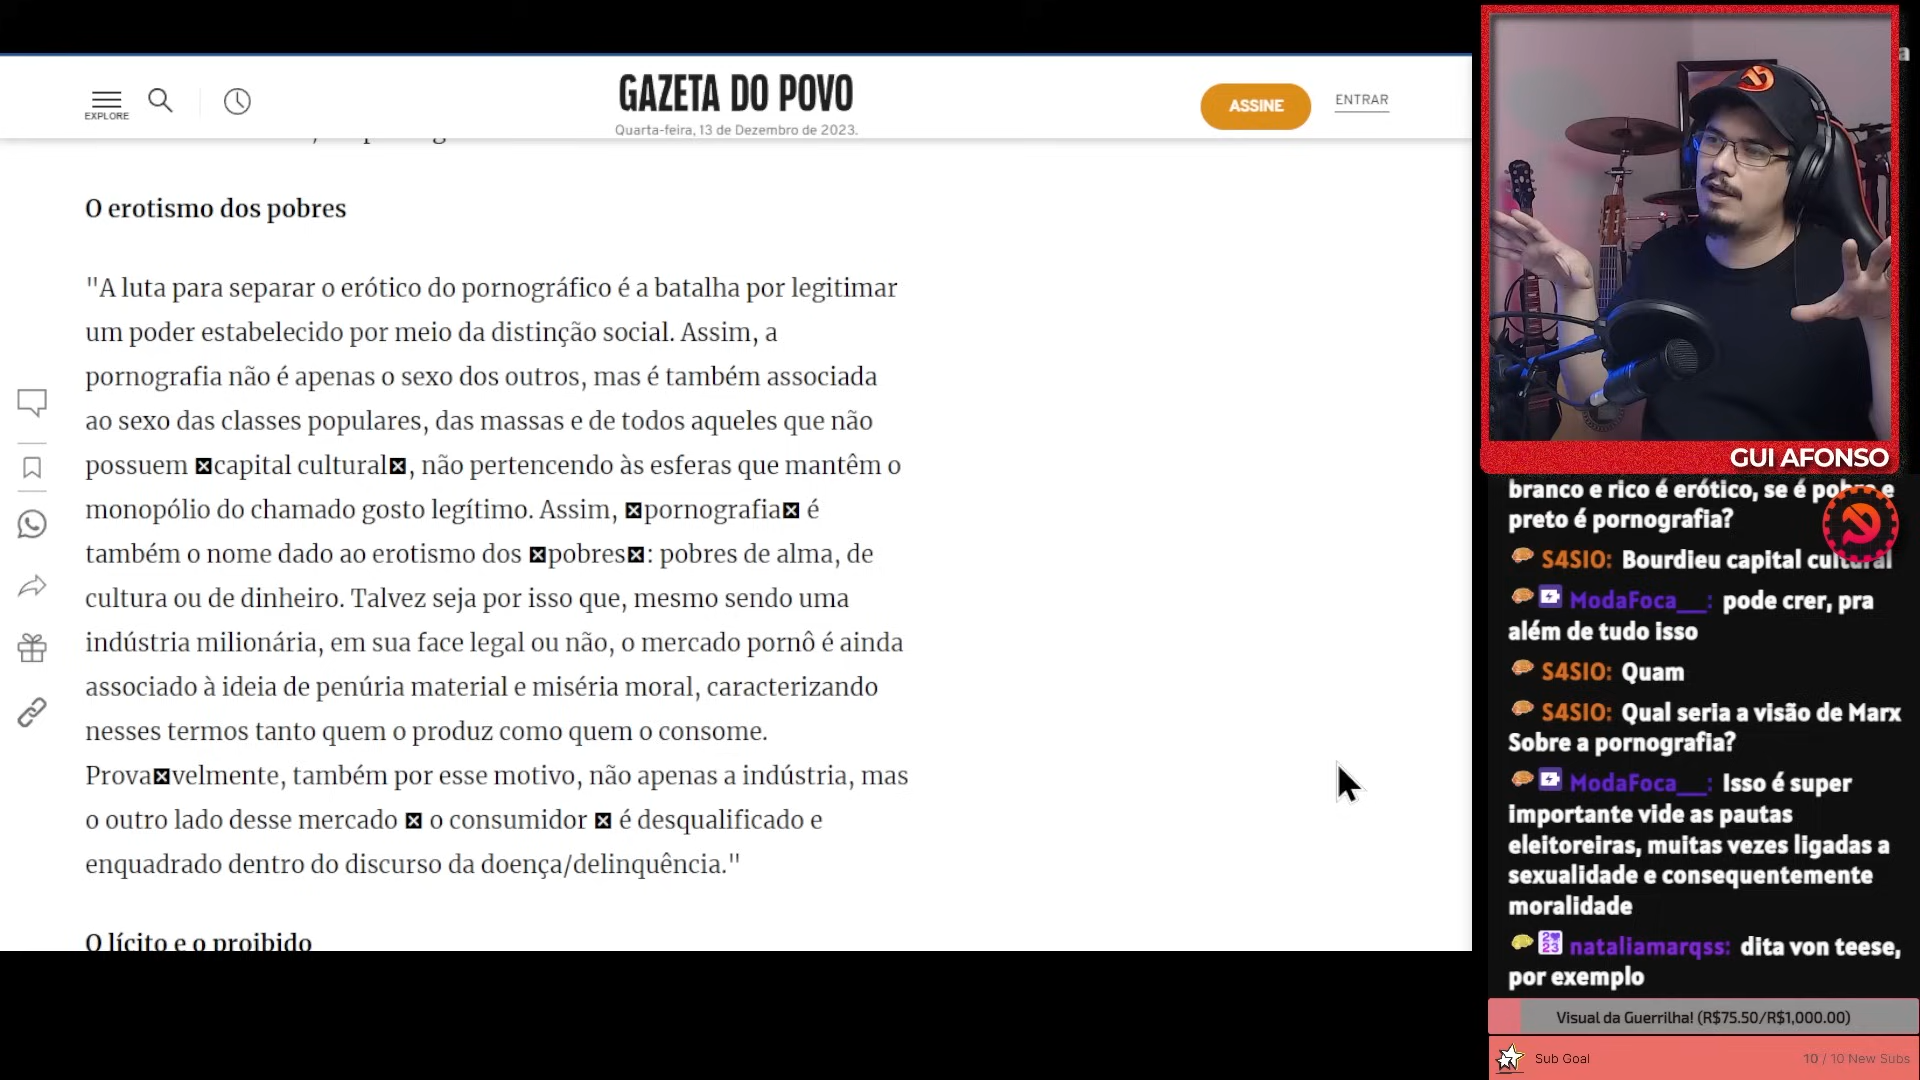 EXPLORE
GAZETA DO POVO
Quarta-feira, 13 de Dezembro de 2023.
ASSINE
ENTRAR
O erotismo dos pobres
"A luta para separar o erótico do pornográfico é a batalha por legitimar
um poder estabelecido por meio da distinção social. Assim, a
pornografia não é apenas o sexo dos outros, mas é também associada
ao sexo das classes populares, das massas e de todos aqueles que não
possuem capital cultural, não pertencendo às esferas que mantêm o
monopólio do chamado gosto legítimo. Assim, pornografia é
também o nome dado ao erotismo dos pobres: pobres de alma, de
cultura ou de dinheiro. Talvez seja por isso que, mesmo sendo uma
indústria milionária, em sua face legal ou não, o mercado pornô é ainda
associado à ideia de penúria material e miséria moral, caracterizando
nesses termos tanto quem o produz como quem o consome.
Provavelmente, também por esse motivo, não apenas a indústria, mas
o outro lado desse mercado o consumidor é desqualificado e
enquadrado dentro do discurso da doença/delinquência."
O lícito e o proibido
GUI AFONSO
branco e rico é erótico, se é pobre e
preto é pornografia?
S4SIO: Bourdieu capital cultural
ModaFoca__: pode crer, pra
além de tudo isso
S4SIO: Quam
S4SIO: Qual seria a visão de Marx
Sobre a pornografia?
ModaFoca__: Isso é super
importante vide as pautas
eleitoreiras, muitas vezes ligadas a
sexualidade e consequentemente
moralidade
nataliamarqss: dita von teese,
por exemplo
Visual da Guerrilha! (R$75.50/R$1,000.00)
Sub Goal
10 / 10 New Subs